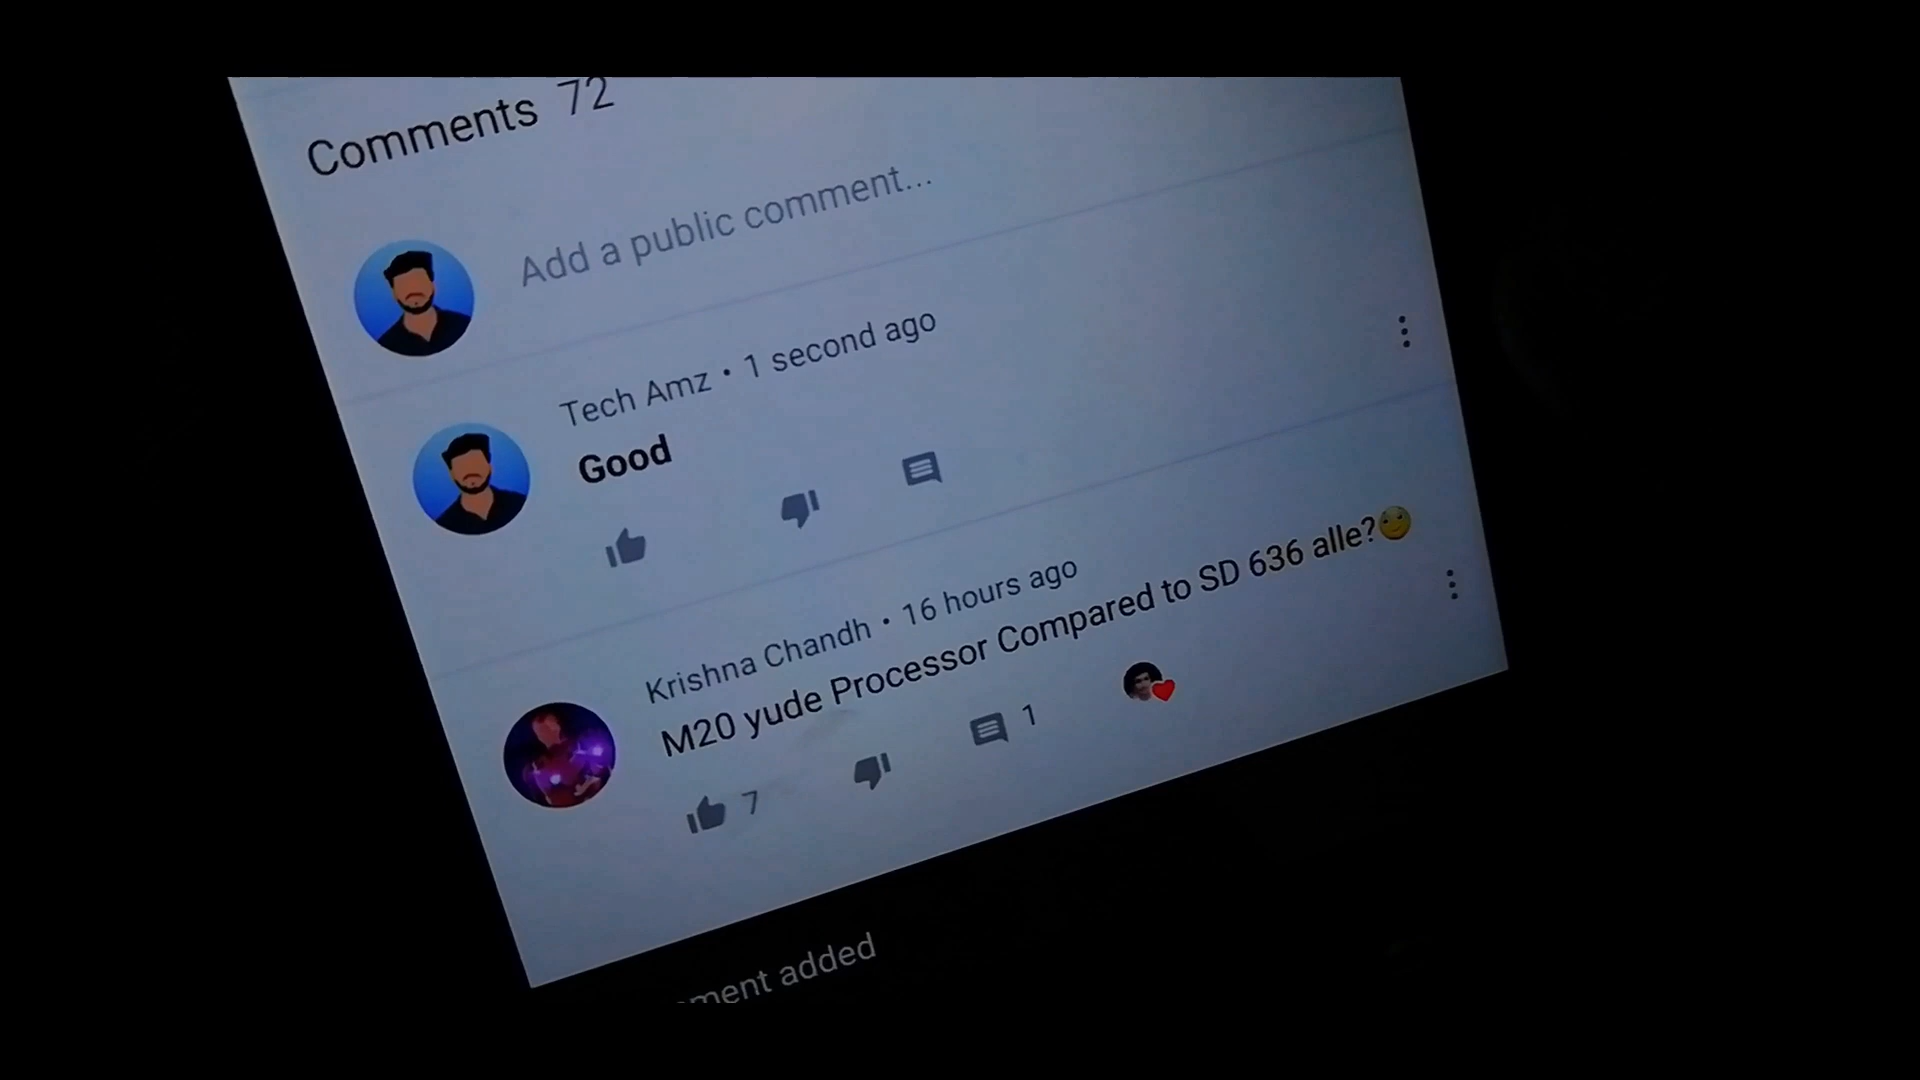 Comments 72
Add a public comment...
Tech Amz • 1 second ago
Good
Krishna Chandh • 16 hours ago
M20 yude Processor Compared to SD 636 alle?😏
7
1
added